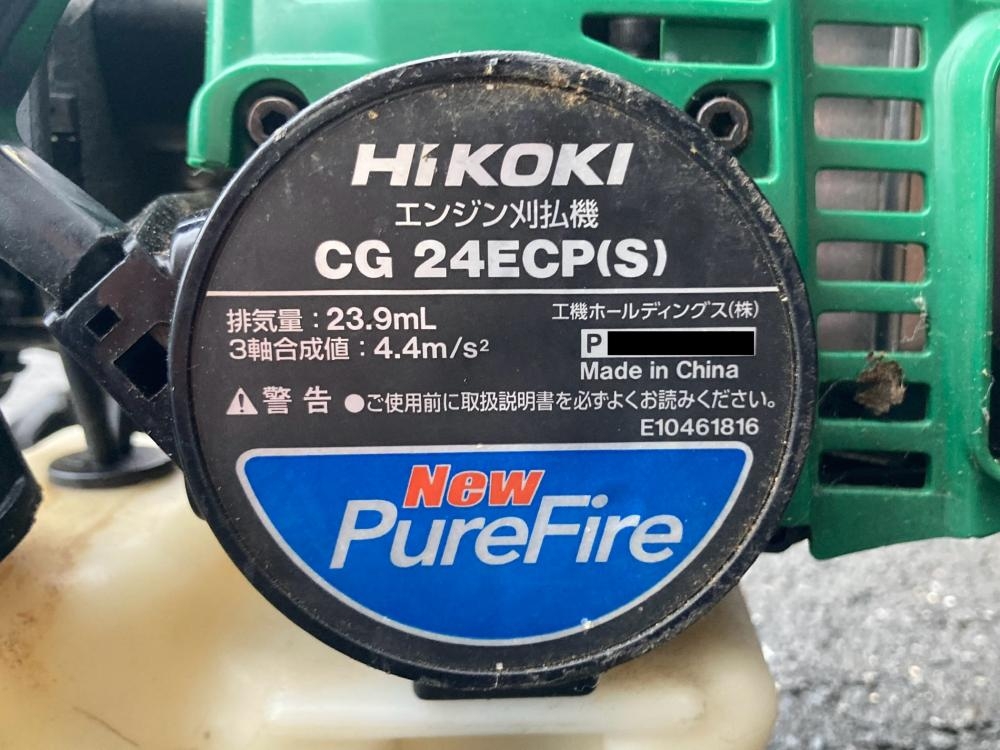 HiKOKI
エンジン刈払機
CG 24ECP(S)
排気量：23.9mL
3軸合成値：4.4m/s²
工機ホールディングス(株)
P
Made in China
警告 ●ご使用前に取扱説明書を必ずよくお読みください。
E10461816
New
PureFire